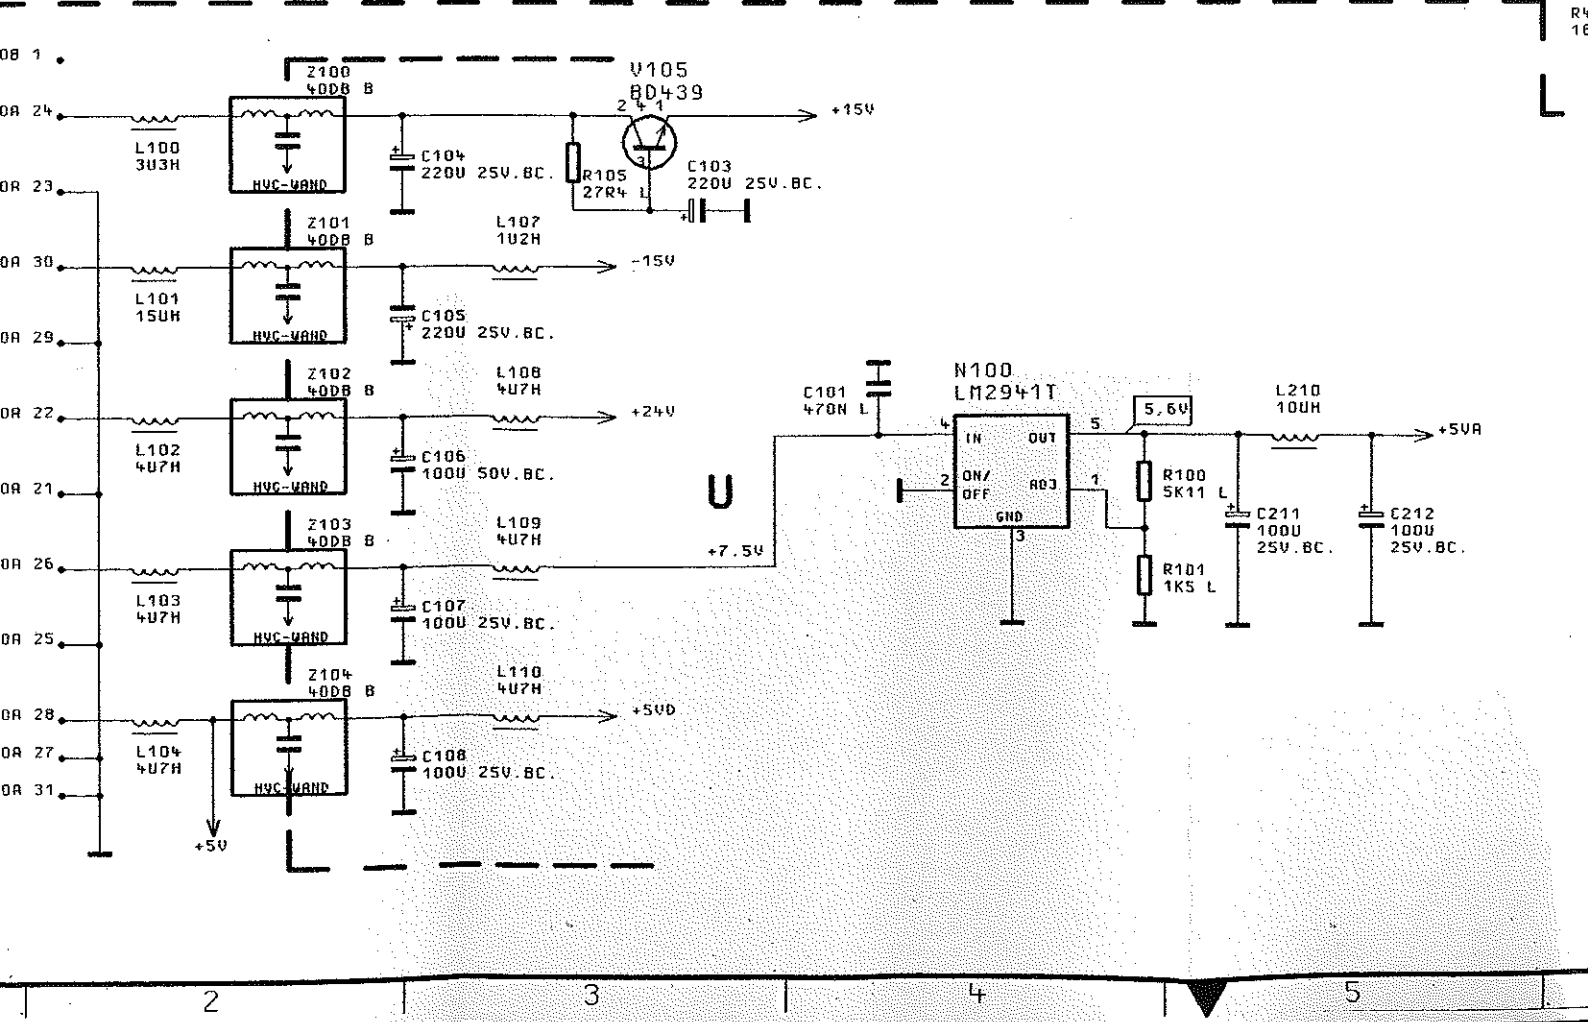 R4
16
0B 1
Z100
40DB B
V105
BD439
2 4 1
3
0A 24
+15V
L100
3U3H
C104
220U 25V.BC.
R105
27R4 L
C103
220U 25V.BC.
HVC-WAND
0A 23
Z101
40DB B
L107
1U2H
0A 30
-15V
L101
15UH
C105
220U 25V.BC.
HVC-WAND
0A 29
Z102
40DB B
L108
4U7H
0A 22
+24V
L102
4U7H
C106
100U 50V.BC.
HVC-WAND
0A 21
U
C101
470N L
N100
LM2941T
4
IN
OUT
5
5,6V
L210
10UH
+5VA
2
ON/
OFF
ADJ
1
GND
3
R100
5K11 L
C211
100U
25V.BC.
C212
100U
25V.BC.
R101
1K5 L
Z103
40DB B
L109
4U7H
+7.5V
0A 26
L103
4U7H
C107
100U 25V.BC.
HVC-WAND
0A 25
Z104
40DB B
L110
4U7H
0A 28
+5VD
L104
4U7H
C108
100U 25V.BC.
HVC-WAND
0A 27
0A 31
+5V
2
3
4
5